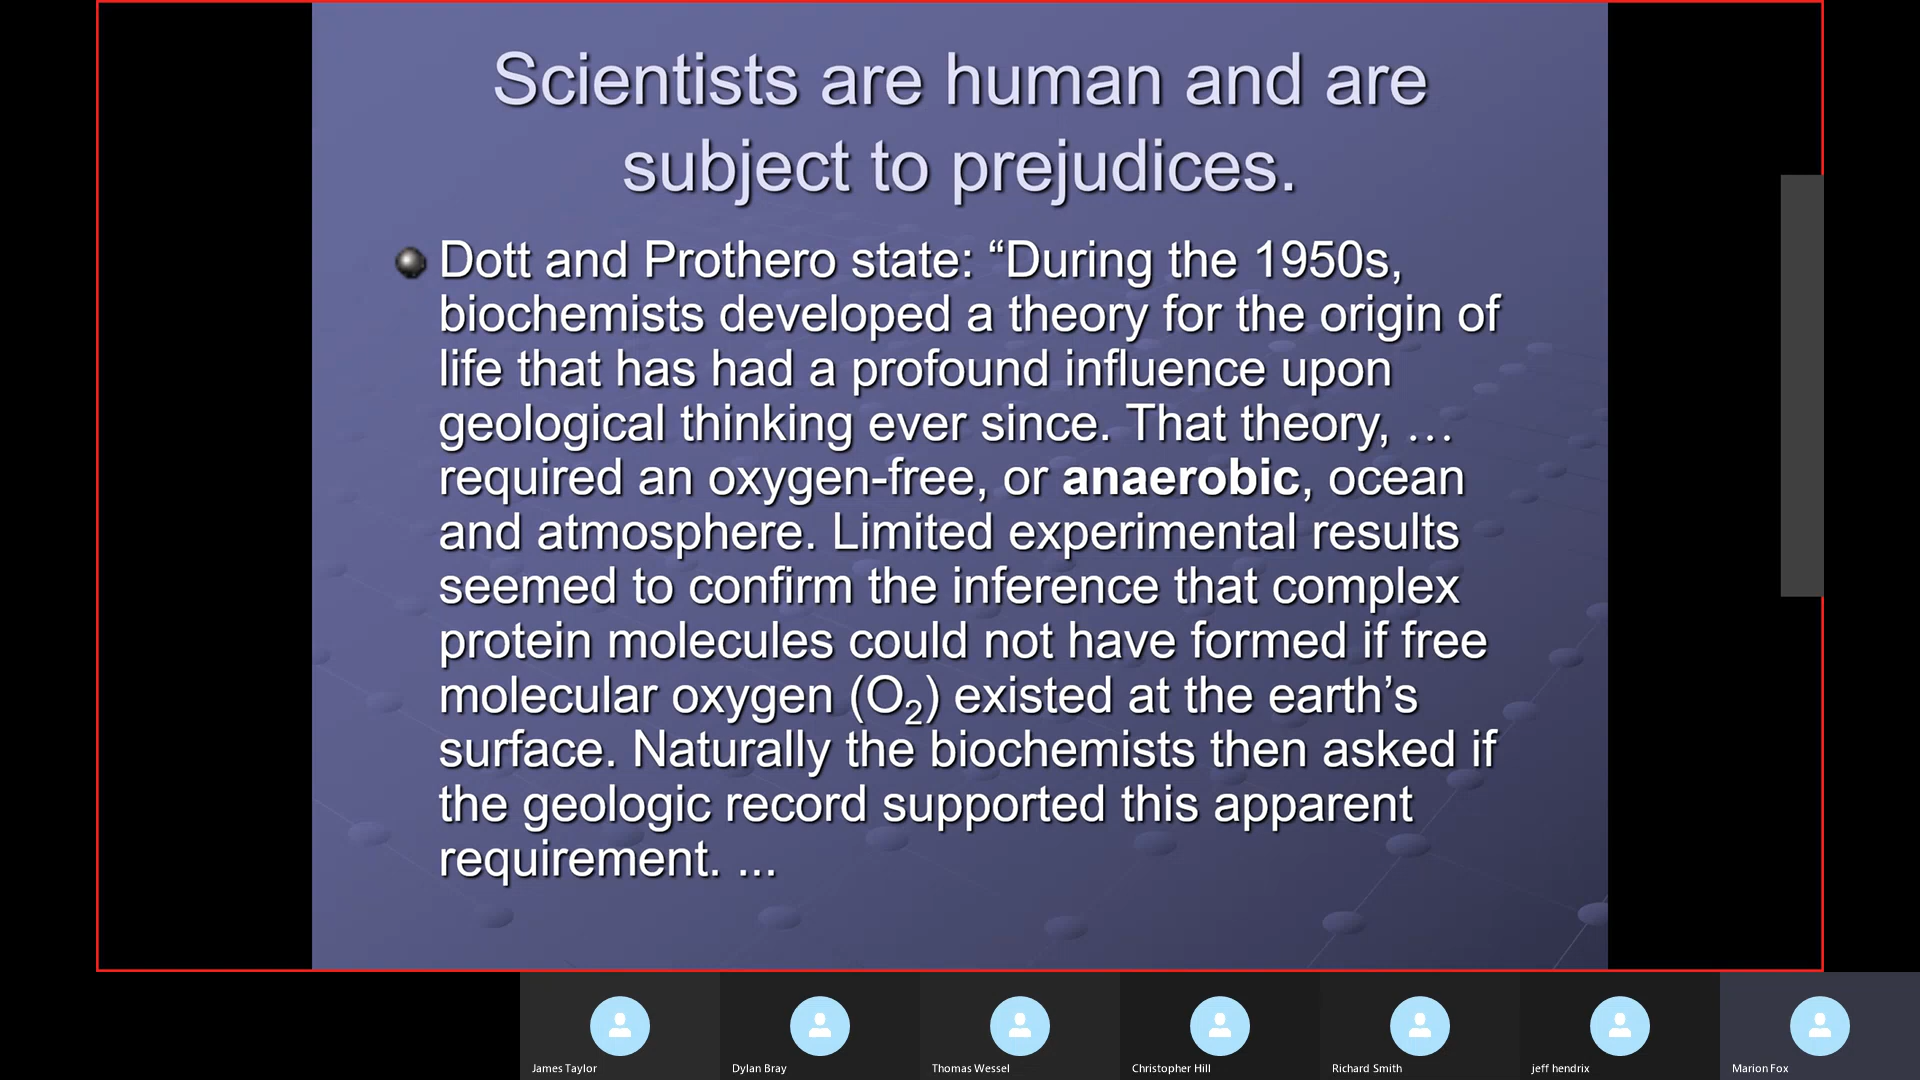 Scientists are human and are
subject to prejudices.
Dott and Prothero state: “During the 1950s,
biochemists developed a theory for the origin of
life that has had a profound influence upon
geological thinking ever since. That theory, …
required an oxygen-free, or anaerobic, ocean
and atmosphere. Limited experimental results
seemed to confirm the inference that complex
protein molecules could not have formed if free
molecular oxygen (O₂) existed at the earth’s
surface. Naturally the biochemists then asked if
the geologic record supported this apparent
requirement. ...
James Taylor
Dylan Bray
Thomas Wessel
Christopher Hill
Richard Smith
jeff hendrix
Marion Fox